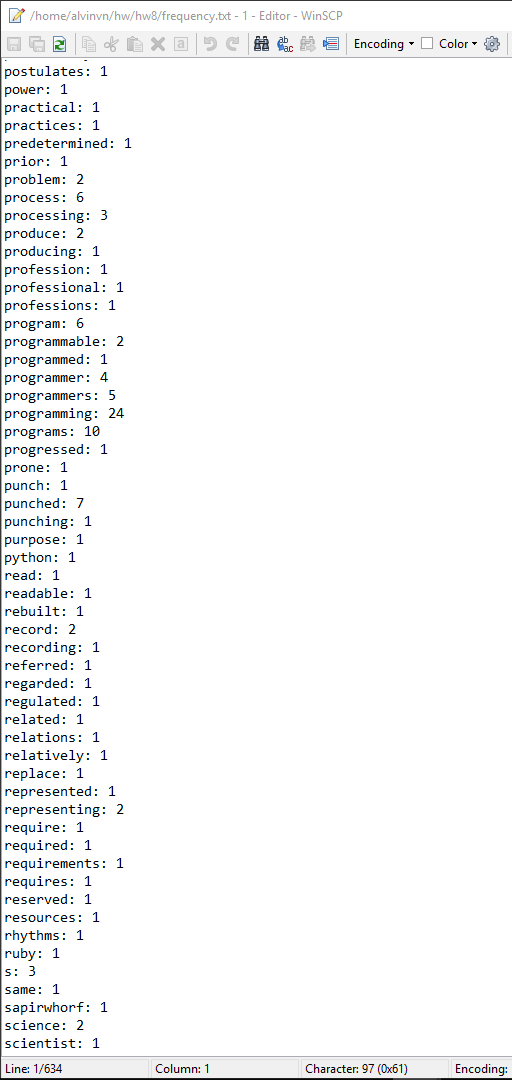 /home/alvinvn/hw/hw8/frequency.txt - 1 - Editor - WinSCP
Encoding Color
postulates: 1
power: 1
practical: 1
practices: 1
predetermined: 1
prior: 1
problem: 2
process: 6
processing: 3
produce: 2
producing: 1
profession: 1
professional: 1
professions: 1
program: 6
programmable: 2
programmed: 1
programmer: 4
programmers: 5
programming: 24
programs: 10
progressed: 1
prone: 1
punch: 1
punched: 7
punching: 1
purpose: 1
python: 1
read: 1
readable: 1
rebuilt: 1
record: 2
recording: 1
referred: 1
regarded: 1
regulated: 1
related: 1
relations: 1
relatively: 1
replace: 1
represented: 1
representing: 2
require: 1
required: 1
requirements: 1
requires: 1
reserved: 1
resources: 1
rhythms: 1
ruby: 1
s: 3
same: 1
sapirwhorf: 1
science: 2
scientist: 1
Line: 1/634 Column: 1 Character: 97 (0x61) Encoding: